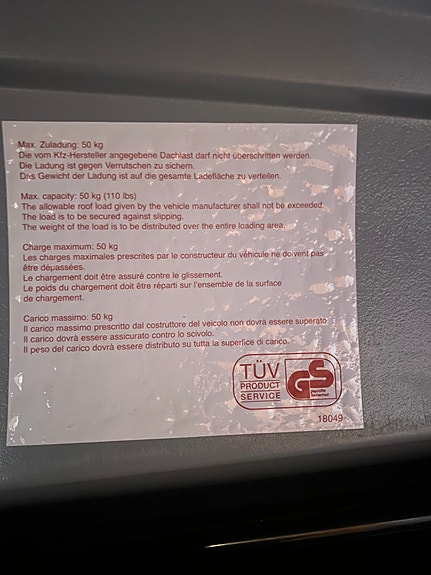 Max. Zuladung: 50 kg
Die vom Kfz-Hersteller angegebene Dachlast darf nicht überschritten werden.
Die Ladung ist gegen Verrutschen zu sichern.
Das Gewicht der Ladung ist auf die gesamte Ladefläche zu verteilen.
Max. capacity: 50 kg (110 lbs)
The allowable roof load given by the vehicle manufacturer shall not be exceeded.
The load is to be secured against slipping.
The weight of the load is to be distributed over the entire loading area.
Charge maximum: 50 kg
Les charges maximales prescrites par le constructeur du véhicule ne doivent pas
être dépassées.
Le chargement doit être assuré contre le glissement.
Le poids du chargement doit être réparti sur l'ensemble de la surface
de chargement.
Carico massimo: 50 kg
Il carico massimo prescritto dal costruttore del veicolo non dovrà essere superato.
Il carico dovrà essere assicurato contro lo scivolo.
Il peso del carico dovrà essere distribuito su tutta la superfice di carico.
TÜV
PRODUCT
SERVICE
GS
geprüfte
Sicherheit
18049